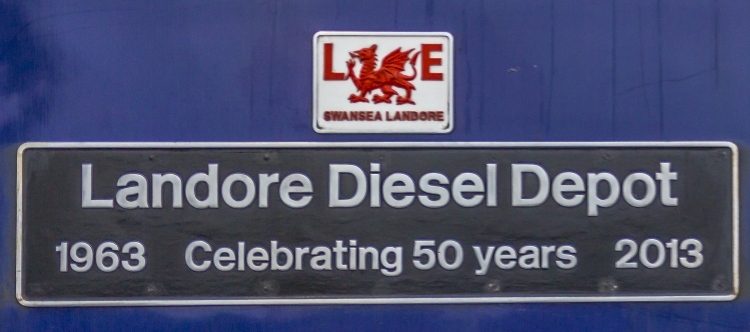 L E
SWANSEA LANDORE
Landore Diesel Depot
1963 Celebrating 50 years 2013